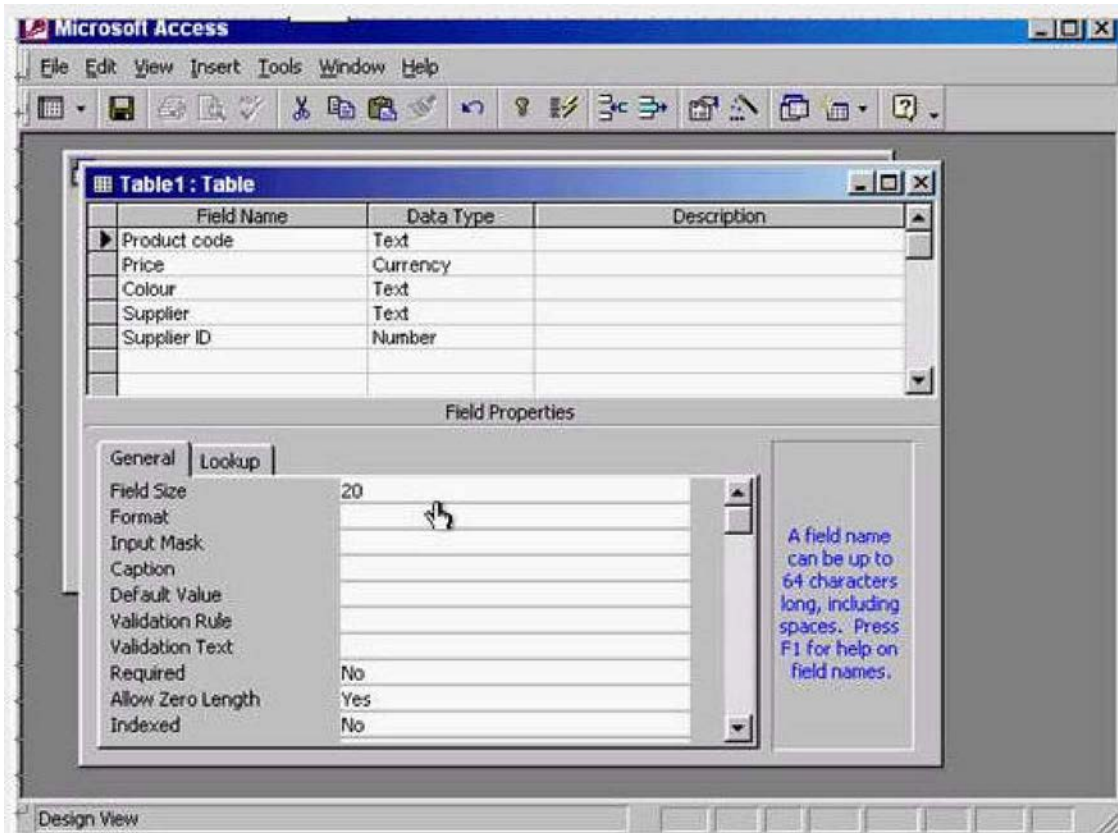 Microsoft Access
File Edit View Insert Tools Window Help
Table1 : Table
Field Name Data Type Description
Product code Text
Price Currency
Colour Text
Supplier Text
Supplier ID Number
Field Properties
General Lookup
Field Size 20
Format
Input Mask
Caption
Default Value
Validation Rule
Validation Text
Required No
Allow Zero Length Yes
Indexed No
A field name
can be up to
64 characters
long, including
spaces. Press
F1 for help on
field names.
Design View